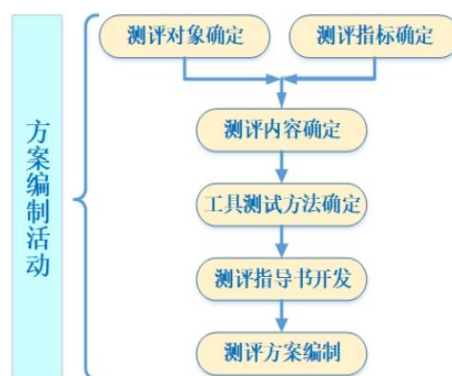 方案编制活动
测评对象确定
测评指标确定
测评内容确定
工具测试方法确定
测评指导书开发
测评方案编制